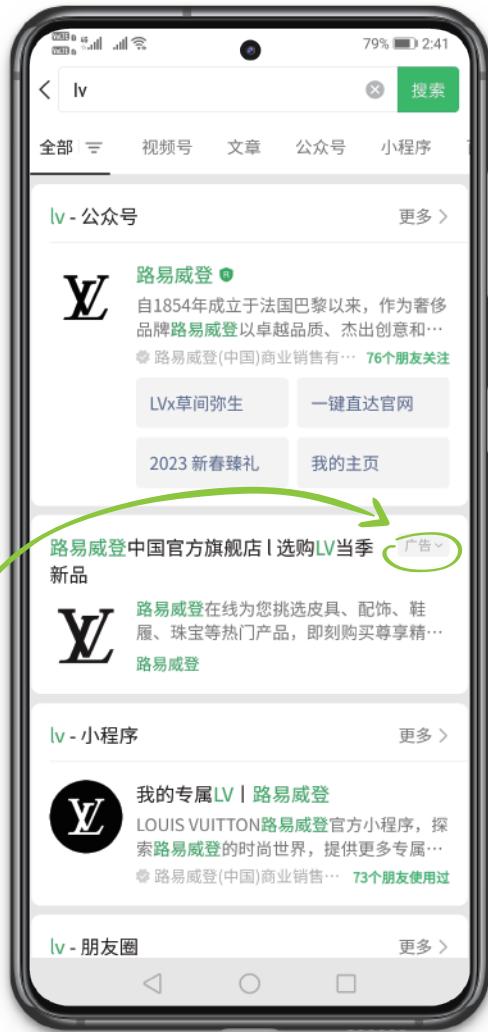 79% 2:41
lv
搜索
全部
视频号
文章
公众号
小程序
lv - 公众号
更多
路易威登
自1854年成立于法国巴黎以来，作为奢侈
品牌路易威登以卓越品质、杰出创意和…
路易威登(中国)商业销售有… 76个朋友关注
LVx草间弥生
一键直达官网
2023 新春臻礼
我的主页
路易威登中国官方旗舰店 l 选购LV当季
广告
新品
路易威登在线为您挑选皮具、配饰、鞋
履、珠宝等热门产品，即刻购买尊享精…
路易威登
lv - 小程序
更多
我的专属LV丨路易威登
LOUIS VUITTON路易威登官方小程序，探
索路易威登的时尚世界，提供更多专属…
路易威登(中国)商业销售… 73个朋友使用过
lv - 朋友圈
更多